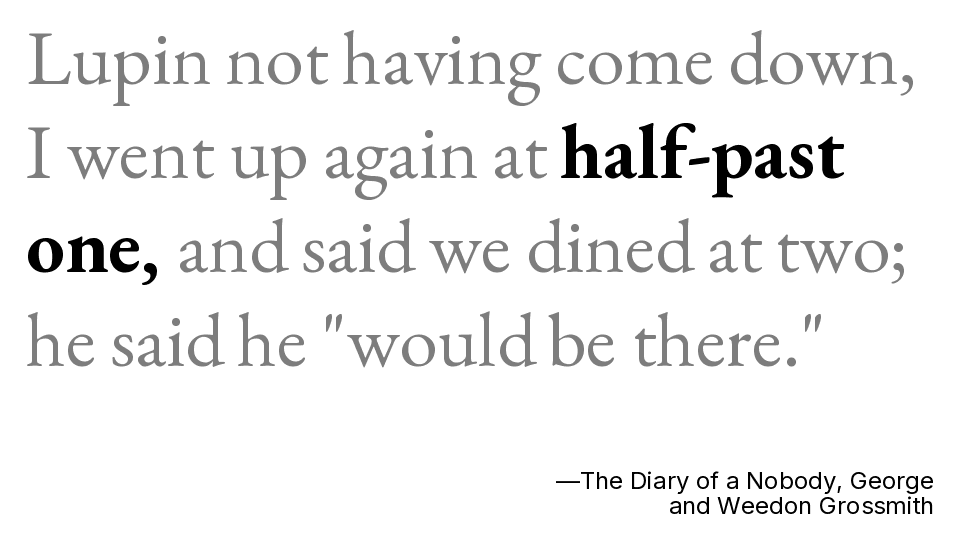 Lupin not having come down,
I went up again at half-past
one, and said we dined at two;
he said he "would be there."
—The Diary of a Nobody, George
and Weedon Grossmith